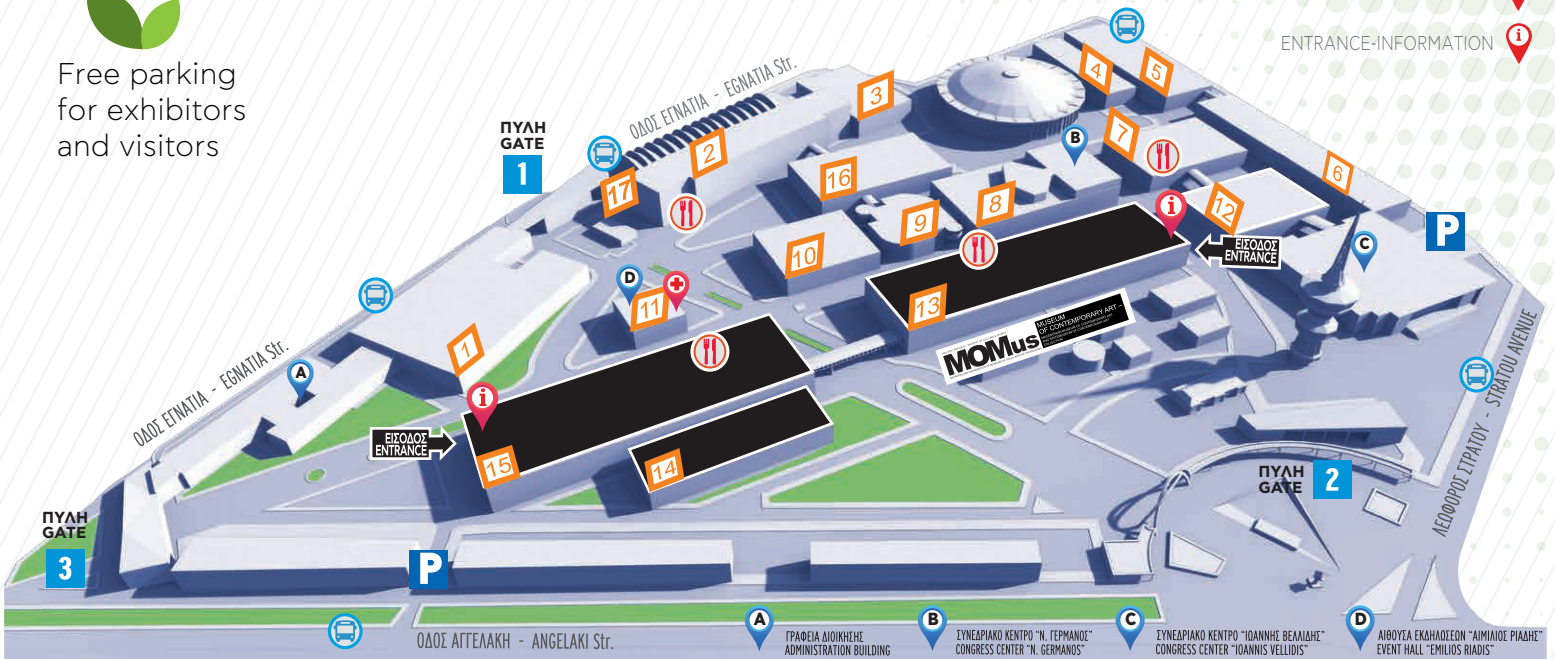 Free parking
for exhibitors
and visitors
ENTRANCE-INFORMATION
i
ΟΔΟΣ ΕΓΝΑΤΙΑ - EGNATIA Str.
ΠΥΛΗ
GATE
1
2
3
4
5
6
7
8
9
10
11
12
13
14
15
16
17
1
A
B
C
D
i
i
P
ΕΙΣΟΔΟΣ
ENTRANCE
MOMus
MUSEUM
OF CONTEMPORARY ART –
ΟΔΟΣ ΕΓΝΑΤΙΑ - EGNATIA Str.
ΕΙΣΟΔΟΣ
ENTRANCE
ΠΥΛΗ
GATE
2
ΛΕΩΦΟΡΟΣ ΣΤΡΑΤΟΥ - STRATOU AVENUE
ΠΥΛΗ
GATE
3
P
ΟΔΟΣ ΑΓΓΕΛΑΚΗ - ANGELAKI Str.
A
ΓΡΑΦΕΙΑ ΔΙΟΙΚΗΣΗΣ
ADMINISTRATION BUILDING
B
ΣΥΝΕΔΡΙΑΚΟ ΚΕΝΤΡΟ "Ν. ΓΕΡΜΑΝΟΣ"
CONGRESS CENTER "N. GERMANOS"
C
ΣΥΝΕΔΡΙΑΚΟ ΚΕΝΤΡΟ "ΙΩΑΝΝΗΣ ΒΕΛΛΙΔΗΣ"
CONGRESS CENTER "IOANNIS VELLIDIS"
D
ΑΙΘΟΥΣΑ ΕΚΔΗΛΩΣΕΩΝ "ΑΙΜΙΛΙΟΣ ΡΙΑΔΗΣ"
EVENT HALL "EMILIOS RIADIS"